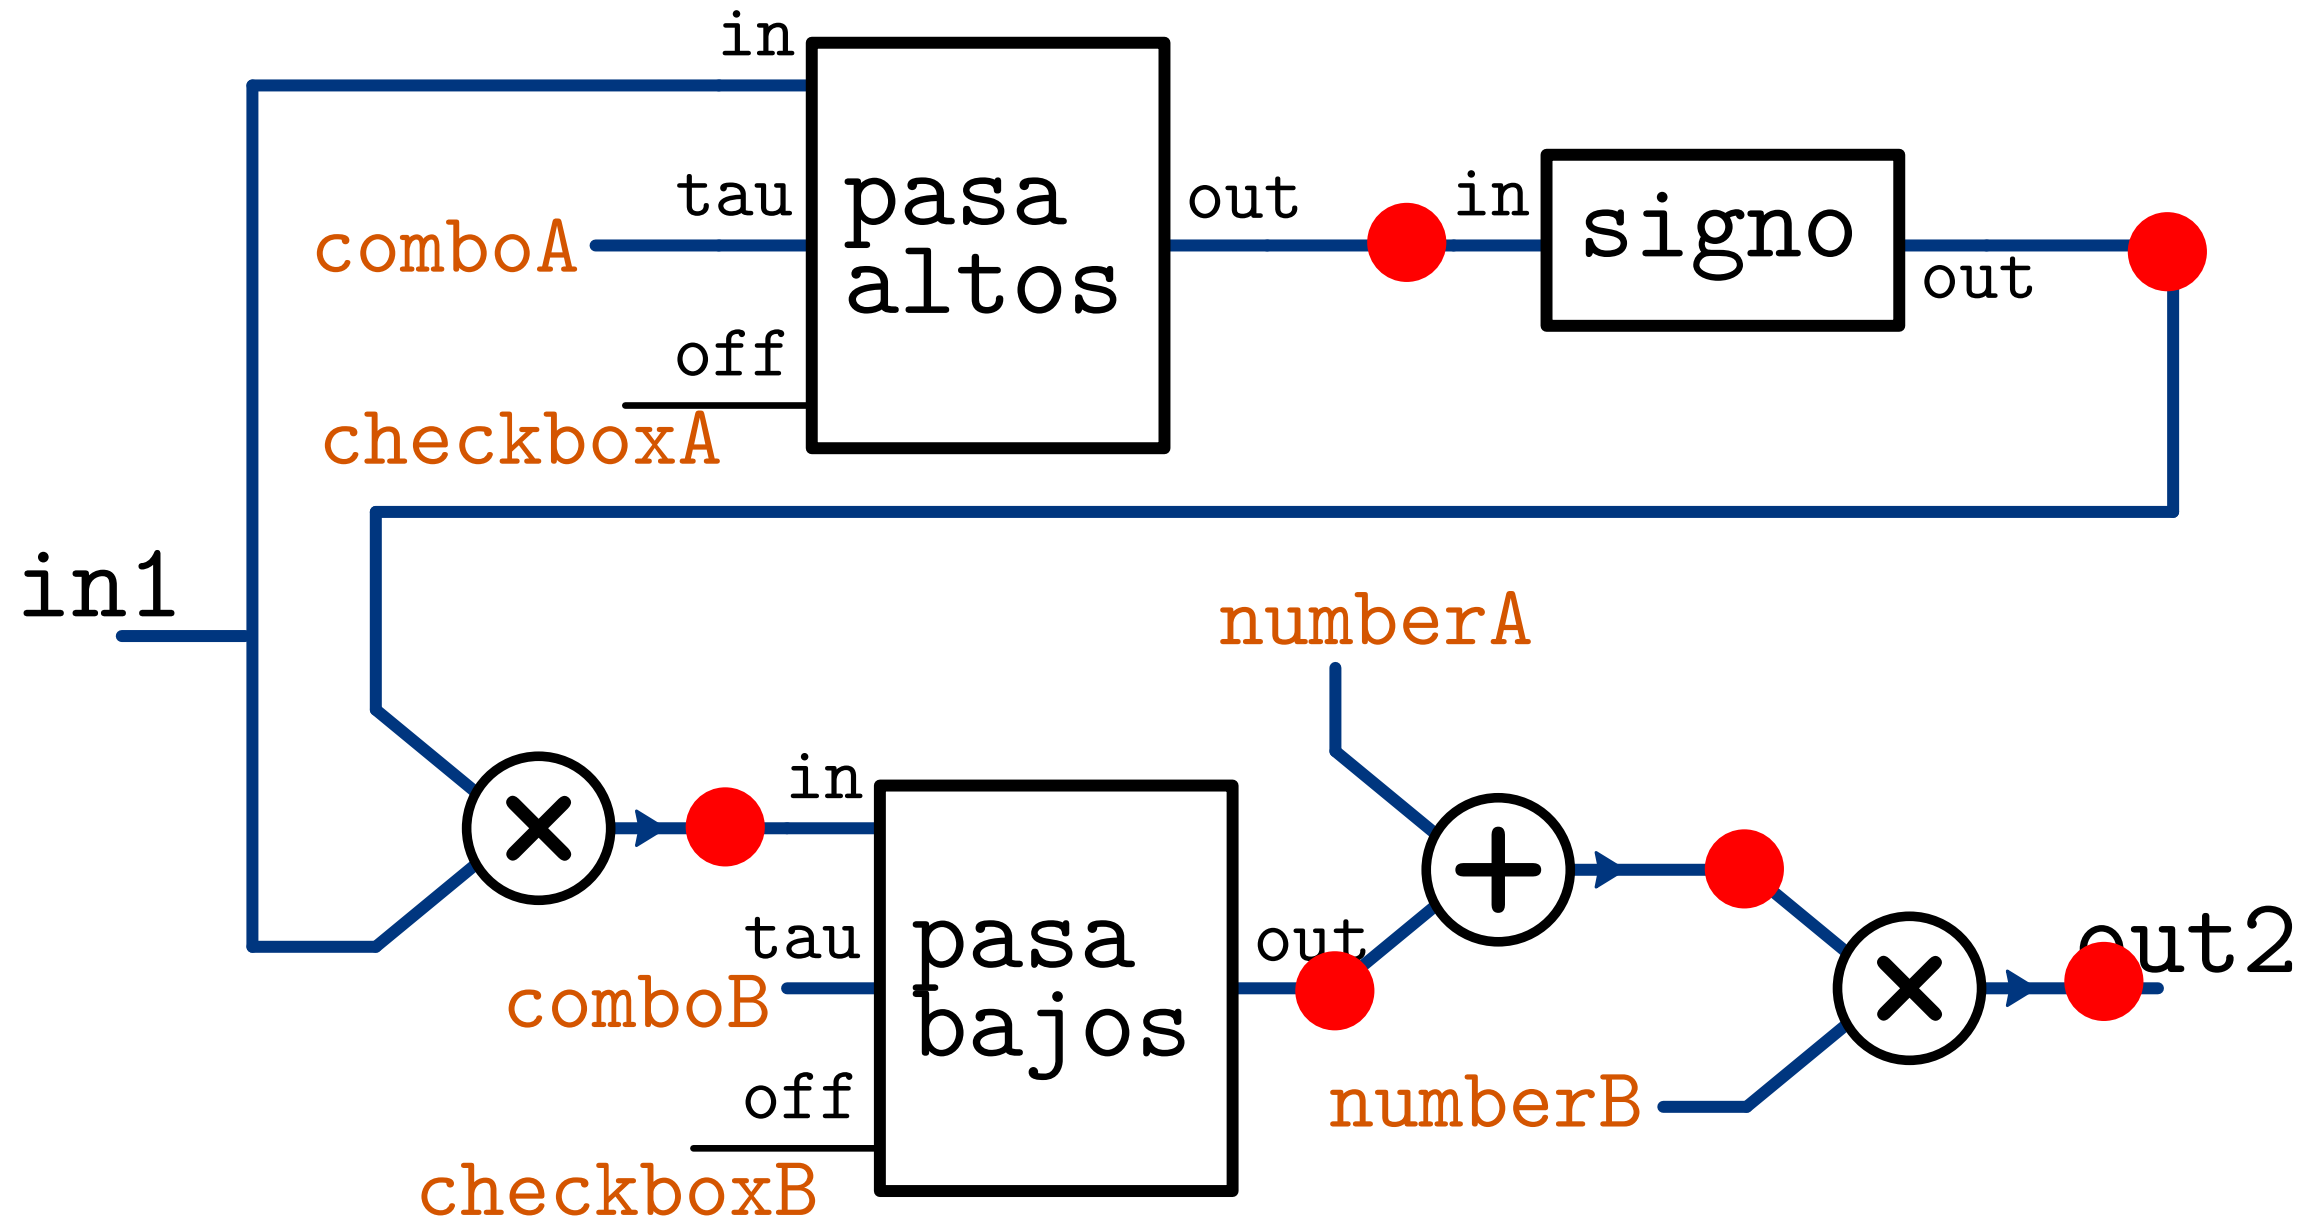 in
tau
comboA
off
checkboxA
pasa
altos
out
in
signo
out
in1
numberA
in
tau
comboB
off
checkboxB
pasa
bajos
out
numberB
out2